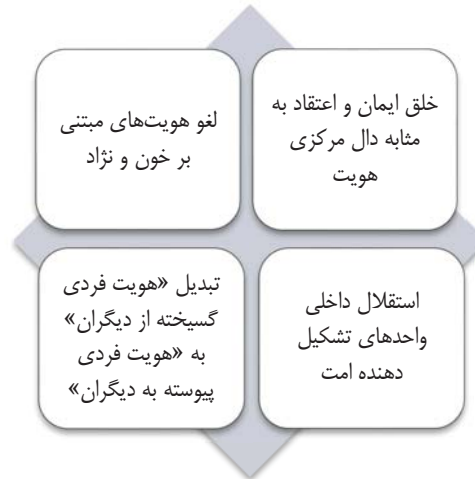 خلق ایمان و اعتقاد به
مثابه دال مرکزی
هویت
لغو هویت‌های مبتنی
بر خون و نژاد
استقلال داخلی
واحدهای تشکیل
دهنده امت
تبدیل «هویت فردی
گسیخته از دیگران»
به «هویت فردی
پیوسته به دیگران»